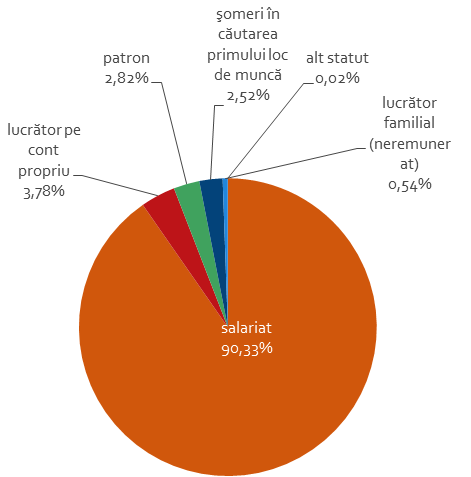 şomeri în
căutarea
primului loc
de muncă
2,52%
patron
2,82%
alt statut
0,02%
lucrător
familial
(neremuner
at)
0,54%
lucrător pe
cont
propriu
3,78%
salariat
90,33%